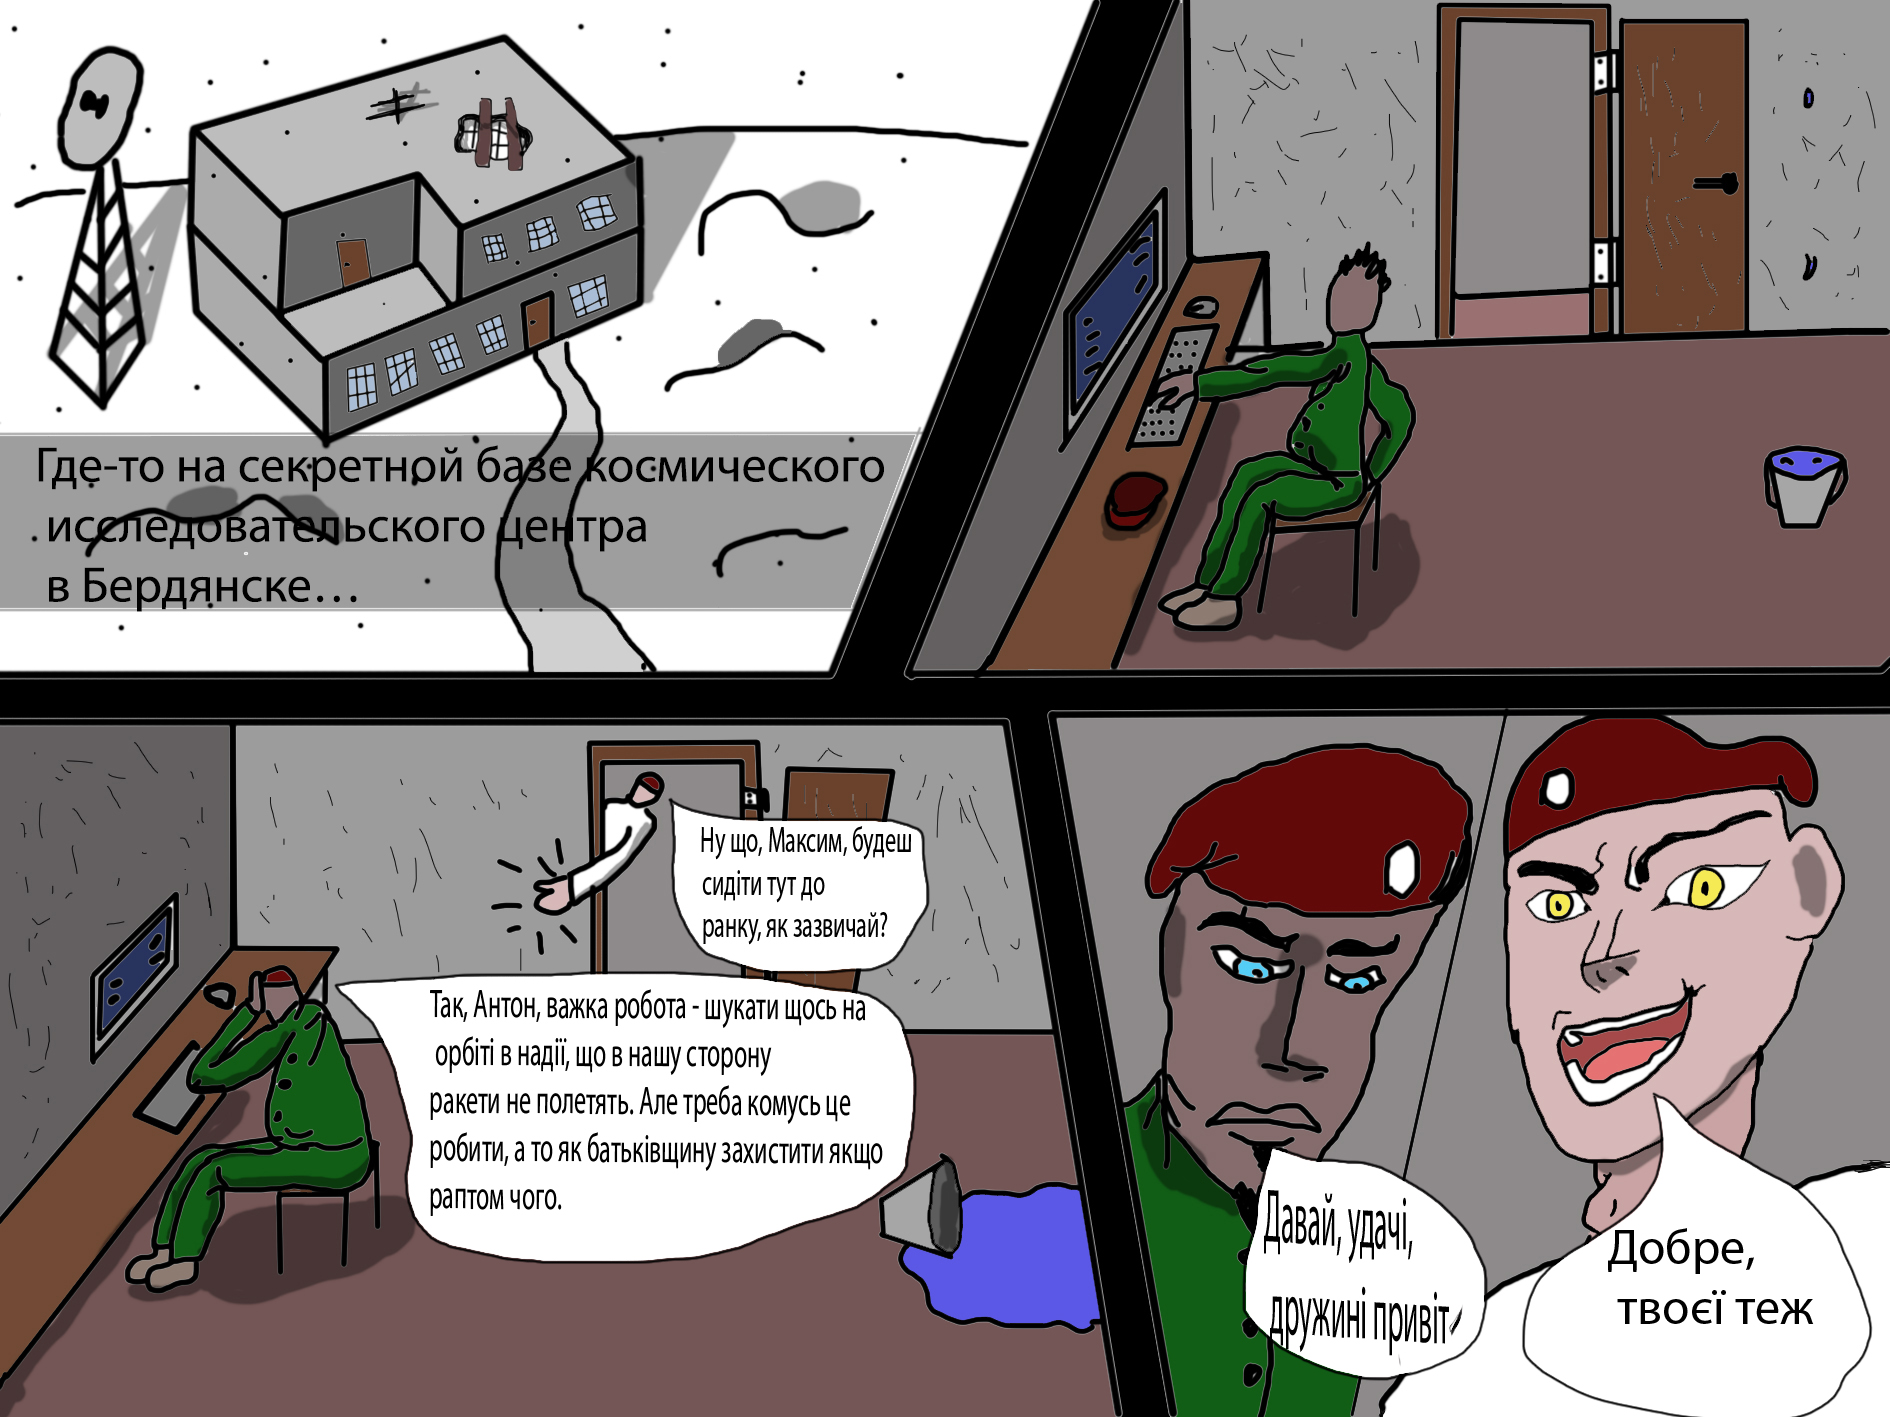 Где-то на секретной базе космического
исследовательского центра
в Бердянске...
Ну що, Максим, будеш
сидіти тут до
ранку, як зазвичай?
Так, Антон, важка робота - шукати щось на
орбіті в надії, що в нашу сторону
ракети не полетять. Але треба комусь це
робити, а то як батьківщину захистити якщо
раптом чого.
Давай, удачі,
дружині привіт
Добре,
твоєї теж